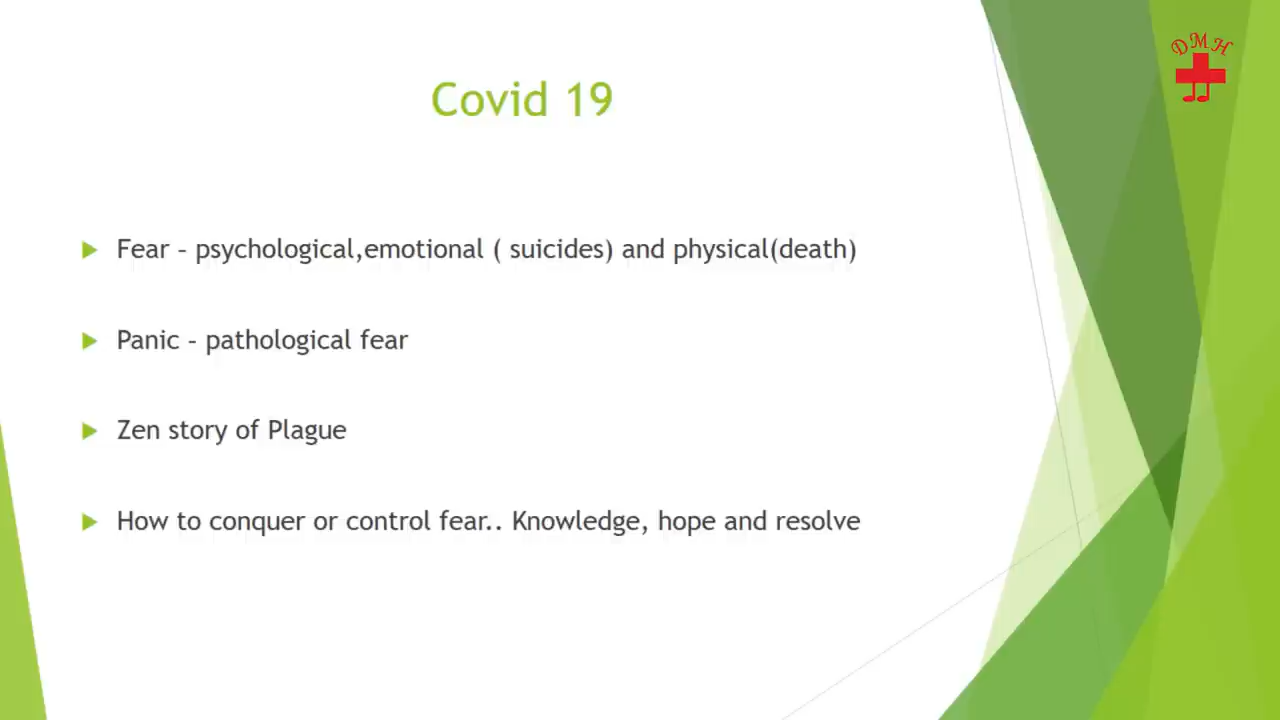 DMH
Covid 19
Fear – psychological,emotional ( suicides) and physical(death)
Panic – pathological fear
Zen story of Plague
How to conquer or control fear.. Knowledge, hope and resolve